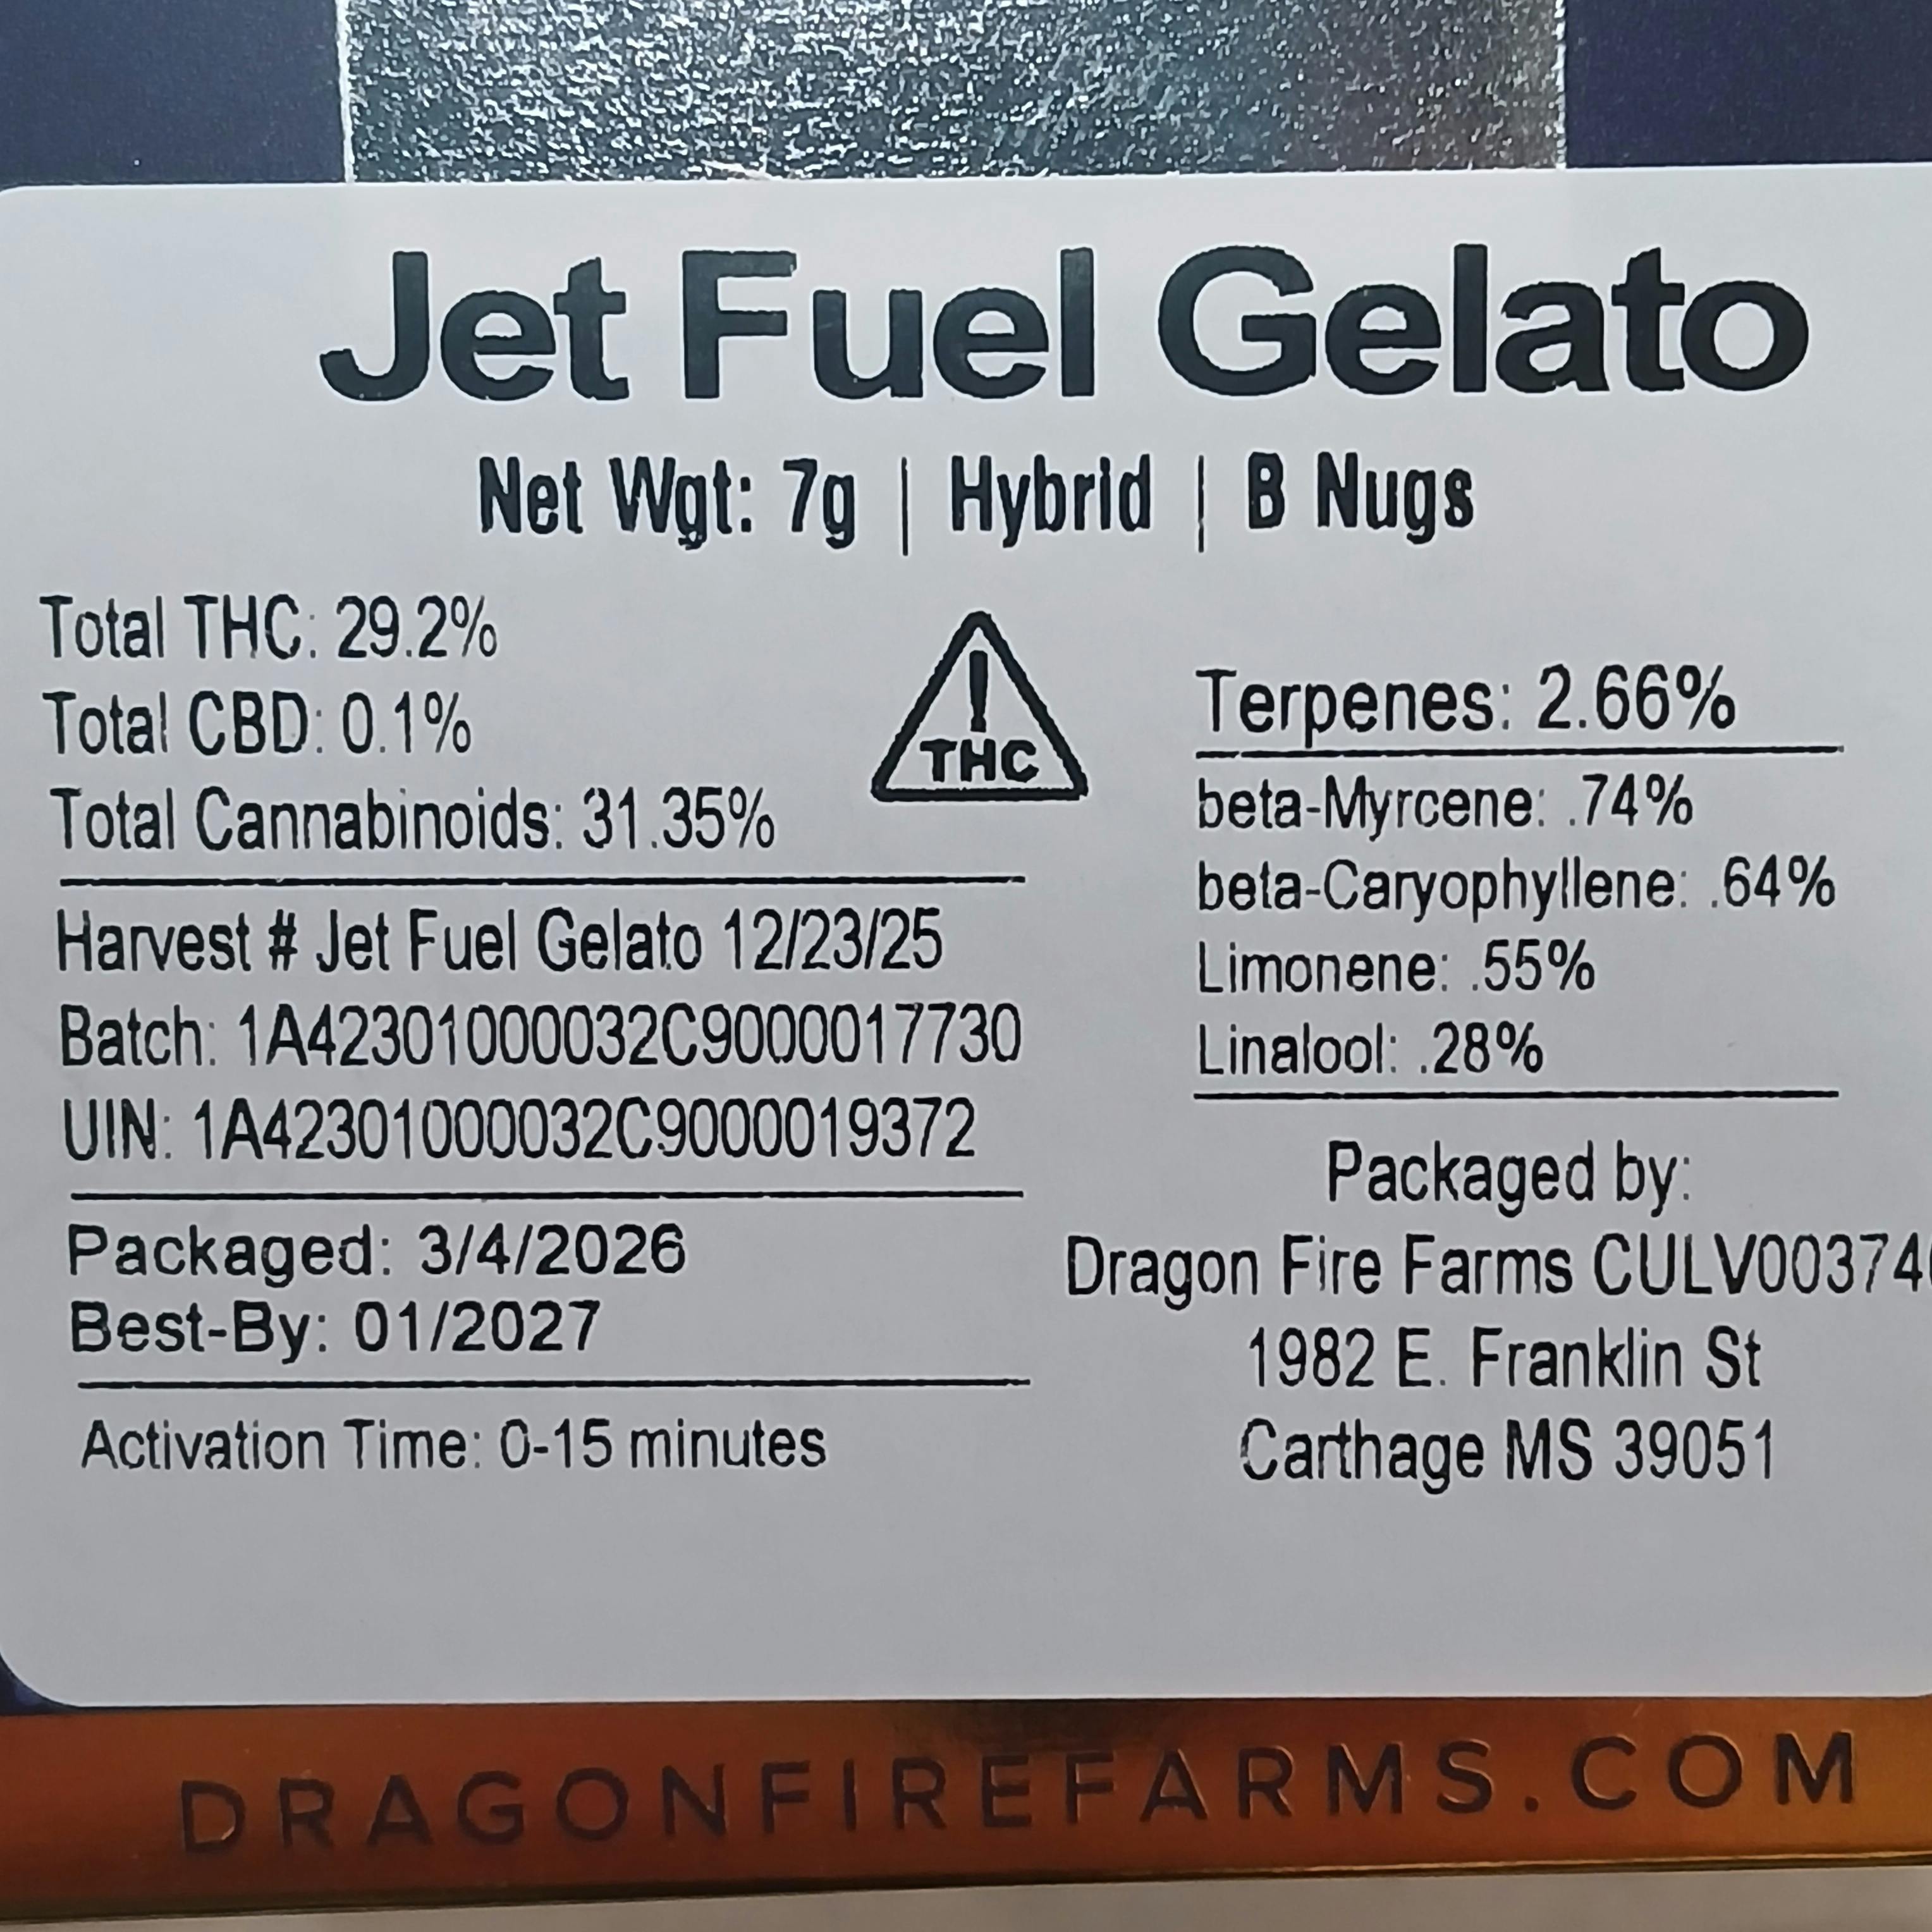 Jet Fuel Gelato
Net Wgt: 7g | Hybrid | B Nugs
Total THC: 29.2%
Total CBD: 0.1%
Total Cannabinoids: 31.35%
Harvest # Jet Fuel Gelato 12/23/25
Batch: 1A42301000032C9000017730
UIN: 1A42301000032C9000019372
Packaged: 3/4/2026
Best-By: 01/2027
Activation Time: 0-15 minutes
!
THC
Terpenes: 2.66%
beta-Myrcene: .74%
beta-Caryophyllene: .64%
Limonene: .55%
Linalool: .28%
Packaged by:
Dragon Fire Farms
1982 E. Franklin St
Carthage MS 39051
DRAGONFIREFARMS.COM